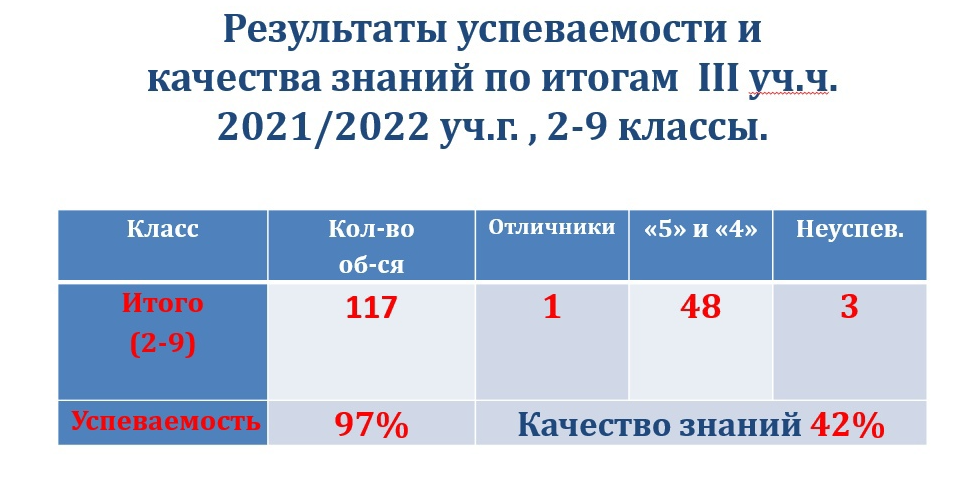 Результаты успеваемости и
качества знаний по итогам III уч.ч.
2021/2022 уч.г. , 2-9 классы.
Класс
Кол-во
об-ся
Отличники
«5» и «4»
Неуспев.
Итого
(2-9)
117
1
48
3
Успеваемость
97%
Качество знаний 42%